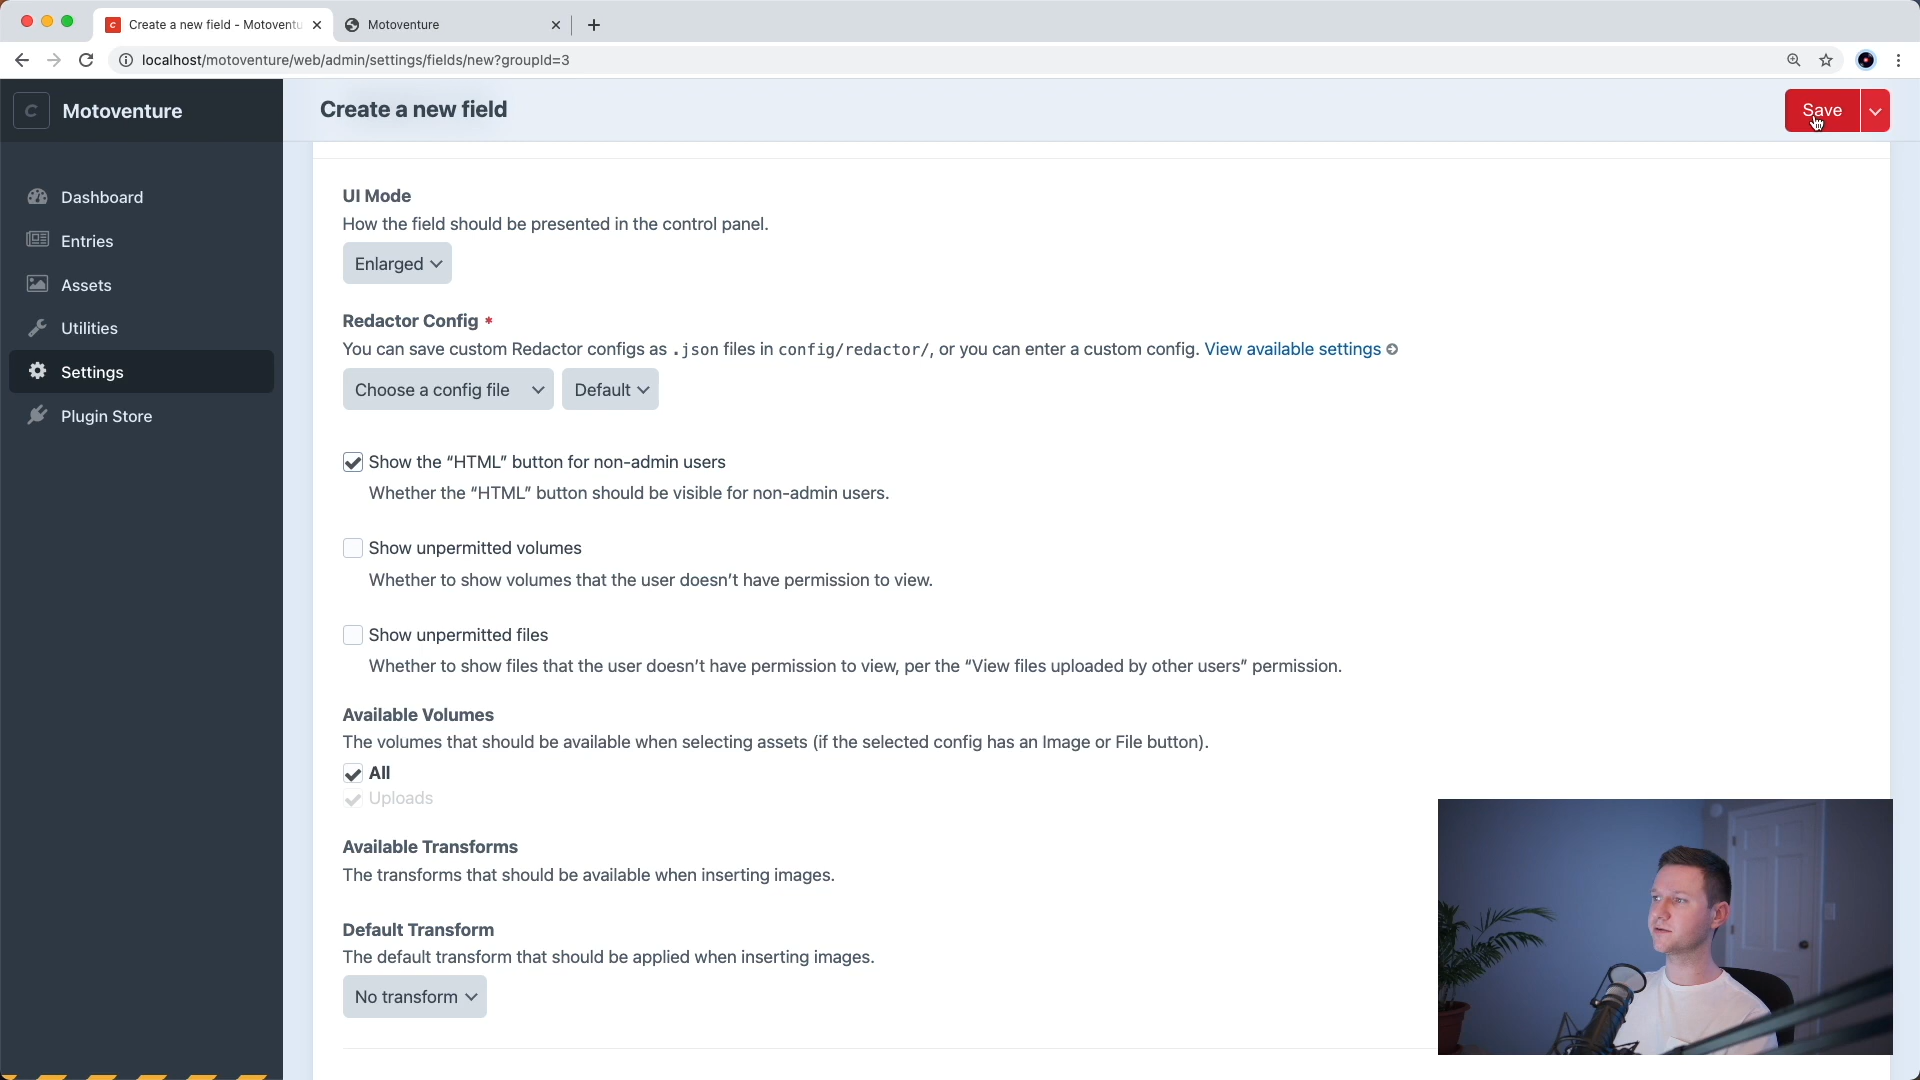 Create a new field - Motoventu
Motoventure
localhost/motoventure/web/admin/settings/fields/new?groupId=3
C Motoventure
Create a new field
Save
Dashboard
Entries
Assets
Utilities
Settings
Plugin Store
UI Mode
How the field should be presented in the control panel.
Enlarged
Redactor Config *
You can save custom Redactor configs as .json files in config/redactor/, or you can enter a custom config. View available settings
Choose a config file
Default
Show the “HTML” button for non-admin users
Whether the “HTML” button should be visible for non-admin users.
Show unpermitted volumes
Whether to show volumes that the user doesn’t have permission to view.
Show unpermitted files
Whether to show files that the user doesn’t have permission to view, per the “View files uploaded by other users” permission.
Available Volumes
The volumes that should be available when selecting assets (if the selected config has an Image or File button).
All
Uploads
Available Transforms
The transforms that should be available when inserting images.
Default Transform
The default transform that should be applied when inserting images.
No transform